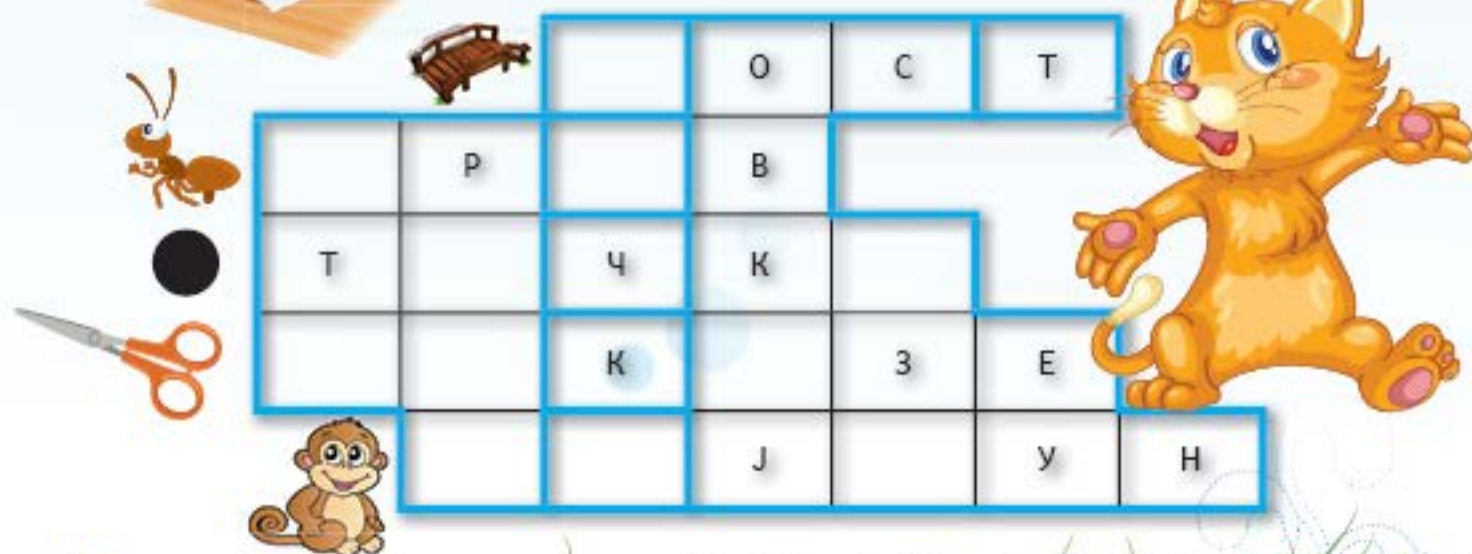 О С Т
Р В
Т Ч К
К З Е
Ј У Н